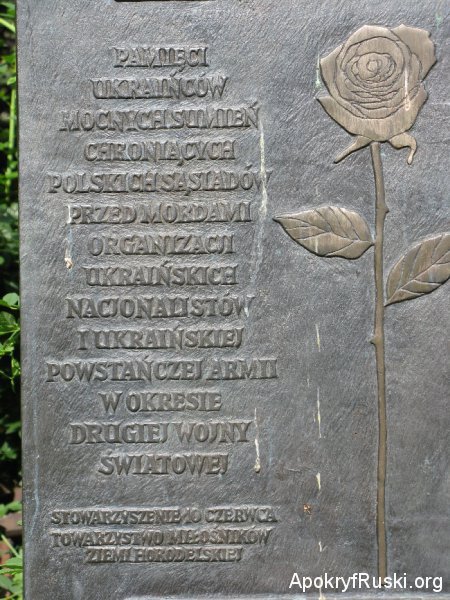 PAMIĘCI
UKRAIŃCÓW
MOCNYCH SUMIEŃ
CHRONIĄCYCH
POLSKICH SĄSIADÓW
PRZED MORDAMI
ORGANIZACJI
UKRAIŃSKICH
NACJONALISTÓW
I UKRAIŃSKIEJ
POWSTAŃCZEJ ARMII
W OKRESIE
DRUGIEJ WOJNY
ŚWIATOWEJ
STOWARZYSZENIE 10 CZERWCA
TOWARZYSTWO MIŁOŚNIKÓW
ZIEMI HORODELSKIEJ
ApokryfRuski.org